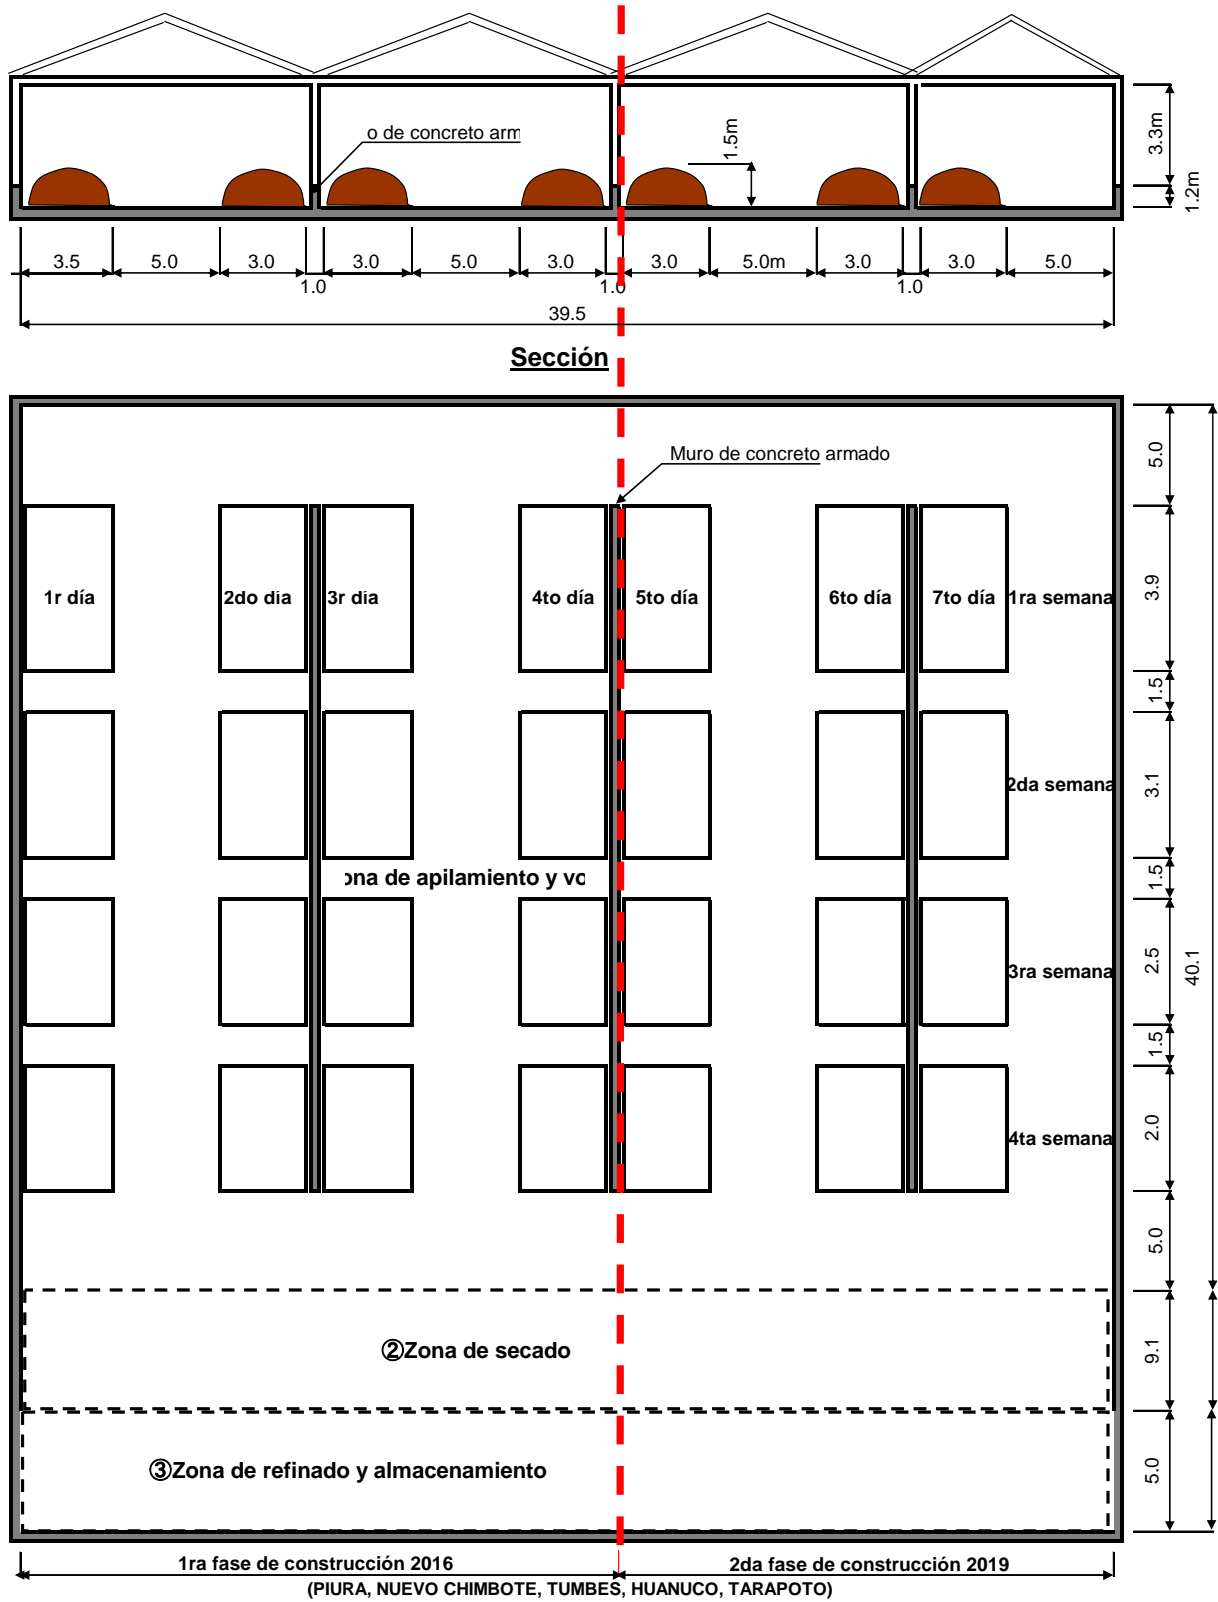 o de concreto arm
1.5m
3.3m
1.2m
3.5
5.0
3.0
3.0
5.0
3.0
3.0
5.0m
3.0
3.0
5.0
1.0
1.0
1.0
39.5
Sección
Muro de concreto armado
5.0
1r día
2do dia
3r dia
4to día
5to día
6to día
7to día
1ra semana
3.9
1.5
2da semana
3.1
ona de apilamiento y vo
1.5
3ra semana
2.5
40.1
1.5
4ta semana
2.0
5.0
②Zona de secado
9.1
③Zona de refinado y almacenamiento
5.0
1ra fase de construcción 2016
2da fase de construcción 2019
(PIURA, NUEVO CHIMBOTE, TUMBES, HUANUCO, TARAPOTO)